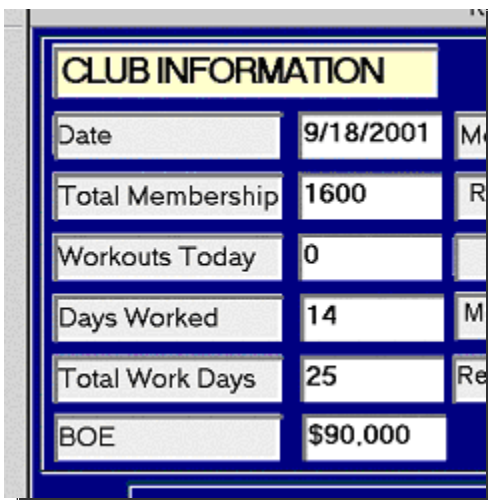 CLUB INFORMATION
Date 9/18/2001
Total Membership 1600
Workouts Today 0
Days Worked 14
Total Work Days 25
BOE $90,000